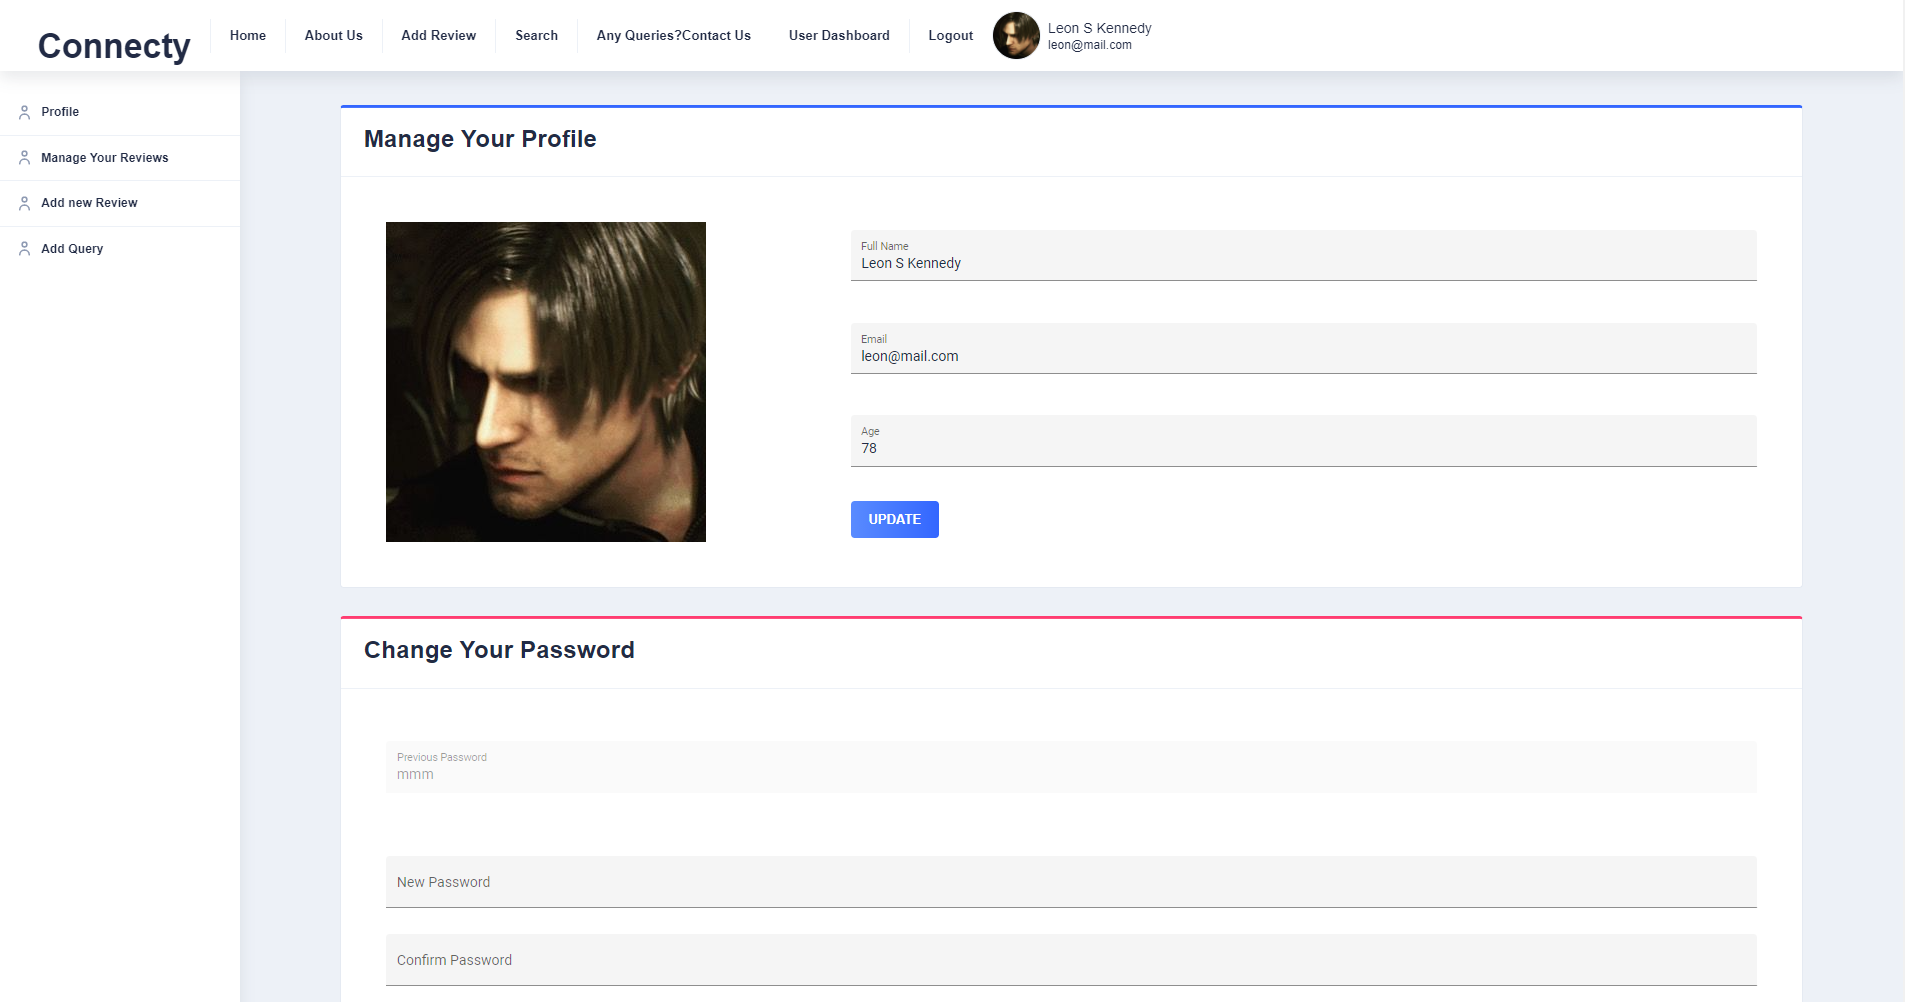 Connecty
Home
About Us
Add Review
Search
Any Queries?Contact Us
User Dashboard
Logout
Leon S Kennedy
leon@mail.com
Profile
Manage Your Reviews
Add new Review
Add Query
Manage Your Profile
Full Name
Leon S Kennedy
Email
leon@mail.com
Age
78
UPDATE
Change Your Password
Previous Password
mmm
New Password
Confirm Password